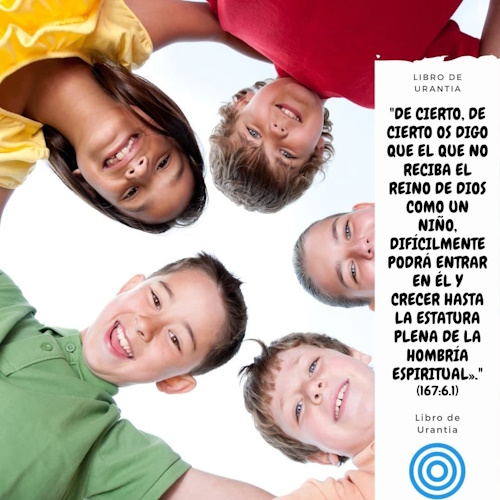 LIBRO DE
URANTIA
"DE CIERTO, DE
CIERTO OS DIGO
QUE EL QUE NO
RECIBA EL
REINO DE DIOS
COMO UN
NIÑO,
DIFÍCILMENTE
PODRÁ ENTRAR
EN ÉL Y
CRECER HASTA
LA ESTATURA
PLENA DE LA
HOMBRÍA
ESPIRITUAL»."
(167:6.1)
Libro de
Urantia